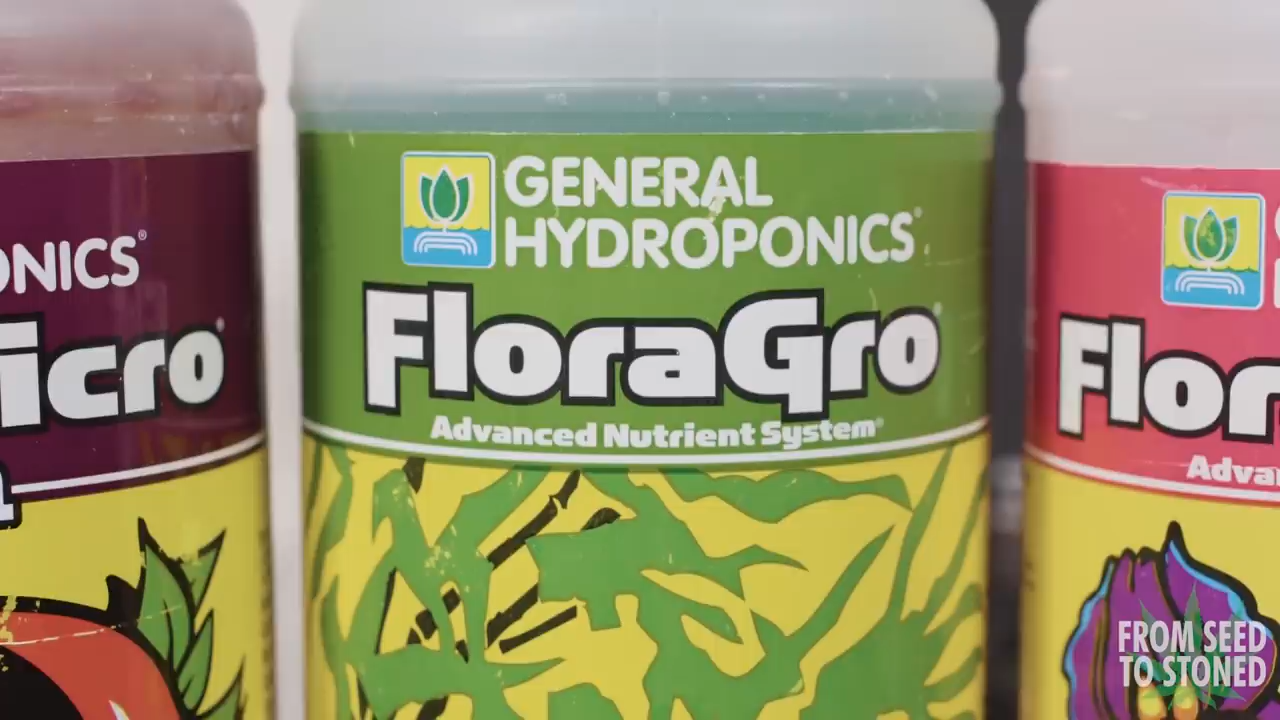 ONICS®
icro
GENERAL
HYDROPONICS
FloraGro
Advanced Nutrient System®
Flor
Adva
FROM SEED
TO STONED